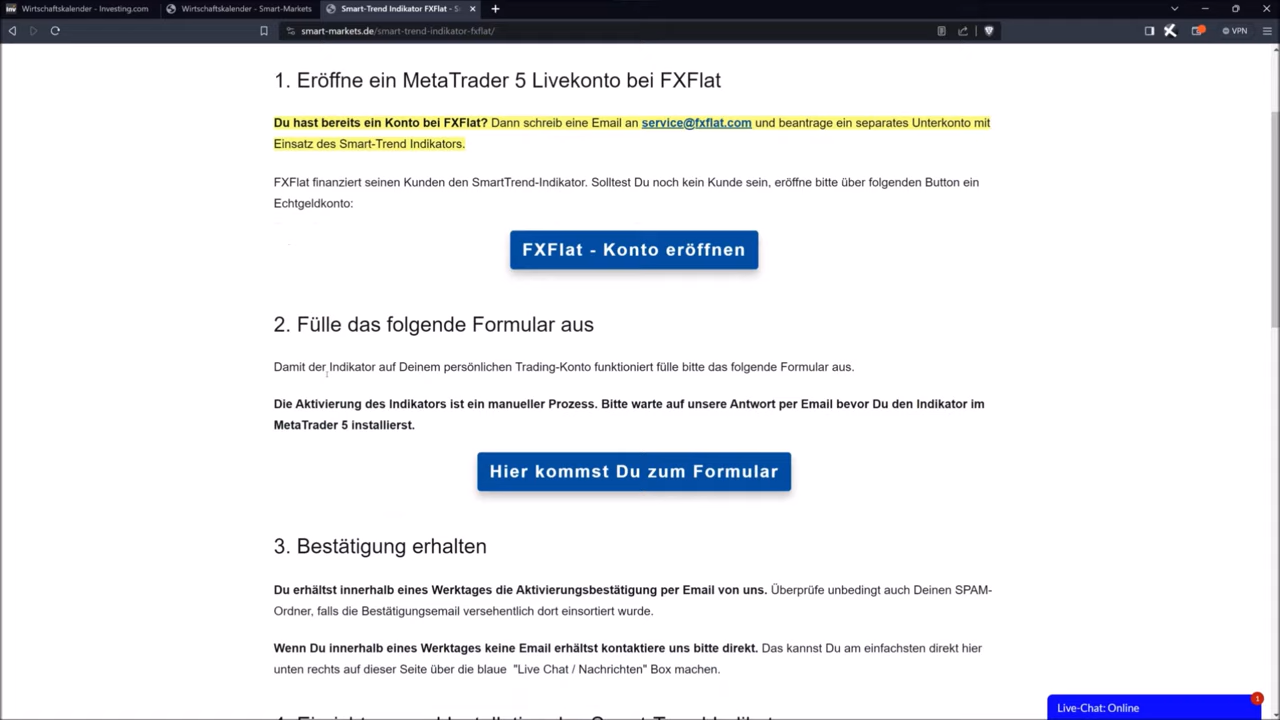 Wirtschaftskalender - Investing.com
Wirtschaftskalender - Smart-Markets
Smart-Trend Indikator FXFlat - S
smart-markets.de/smart-trend-indikator-fxflat/
VPN
1. Eröffne ein MetaTrader 5 Livekonto bei FXFlat
Du hast bereits ein Konto bei FXFlat? Dann schreib eine Email an service@fxflat.com und beantrage ein separates Unterkonto mit
Einsatz des Smart-Trend Indikators.
FXFlat finanziert seinen Kunden den SmartTrend-Indikator. Solltest Du noch kein Kunde sein, eröffne bitte über folgenden Button ein
Echtgeldkonto:
FXFlat - Konto eröffnen
2. Fülle das folgende Formular aus
Damit der Indikator auf Deinem persönlichen Trading-Konto funktioniert fülle bitte das folgende Formular aus.
Die Aktivierung des Indikators ist ein manueller Prozess. Bitte warte auf unsere Antwort per Email bevor Du den Indikator im
MetaTrader 5 installierst.
Hier kommst Du zum Formular
3. Bestätigung erhalten
Du erhältst innerhalb eines Werktages die Aktivierungsbestätigung per Email von uns. Überprüfe unbedingt auch Deinen SPAM-
Ordner, falls die Bestätigungsemail versehentlich dort einsortiert wurde.
Wenn Du innerhalb eines Werktages keine Email erhältst kontaktiere uns bitte direkt. Das kannst Du am einfachsten direkt hier
unten rechts auf dieser Seite über die blaue "Live Chat / Nachrichten" Box machen.
Live-Chat: Online
1